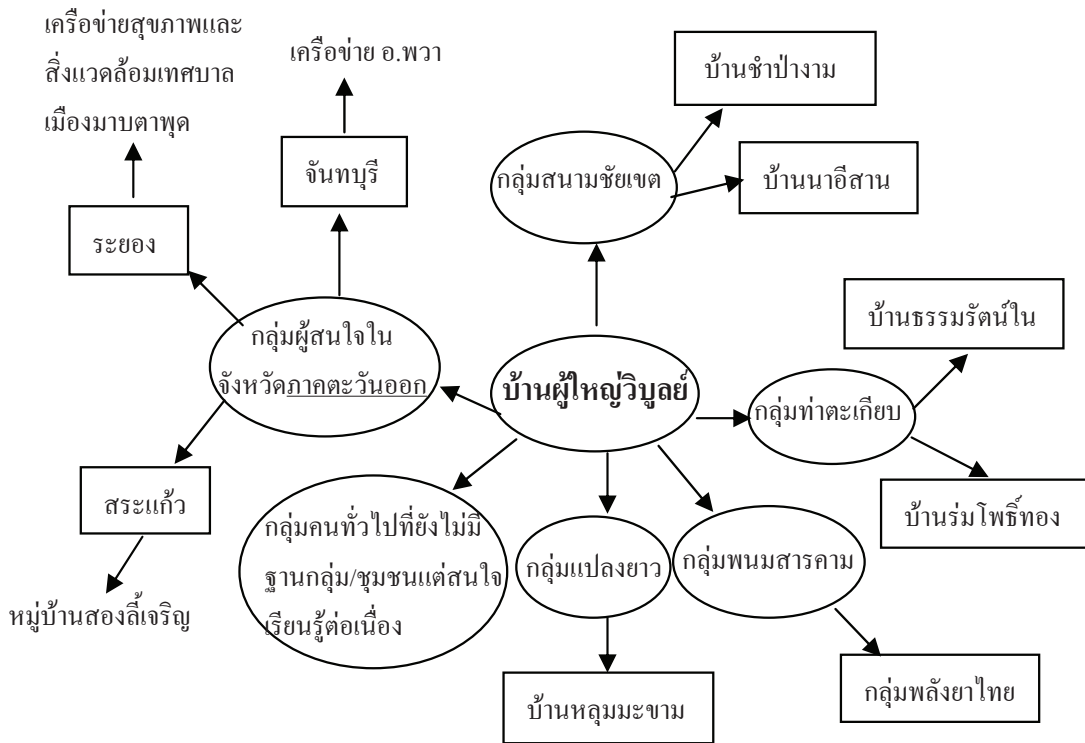 เครือข่ายสุขภาพและ
สิ่งแวดล้อมเทศบาล
เมืองมาบตาพุด
เครือข่าย อ.พวา
บ้านชำป่างาม
จันทบุรี
กลุ่มสนามชัยเขต
บ้านนาอีสาน
ระยอง
กลุ่มผู้สนใจใน
จังหวัดภาคตะวันออก
บ้านผู้ใหญ่วิบูลย์
บ้านธรรมรัตน์ใน
กลุ่มท่าตะเกียบ
สระแก้ว
บ้านร่มโพธิ์ทอง
กลุ่มคนทั่วไปที่ยังไม่มี
ฐานกลุ่ม/ชุมชนแต่สนใจ
เรียนรู้ต่อเนื่อง
กลุ่มแปลงยาว
กลุ่มพนมสารคาม
หมู่บ้านสองลี้เจริญ
บ้านหลุมมะขาม
กลุ่มพลังยาไทย